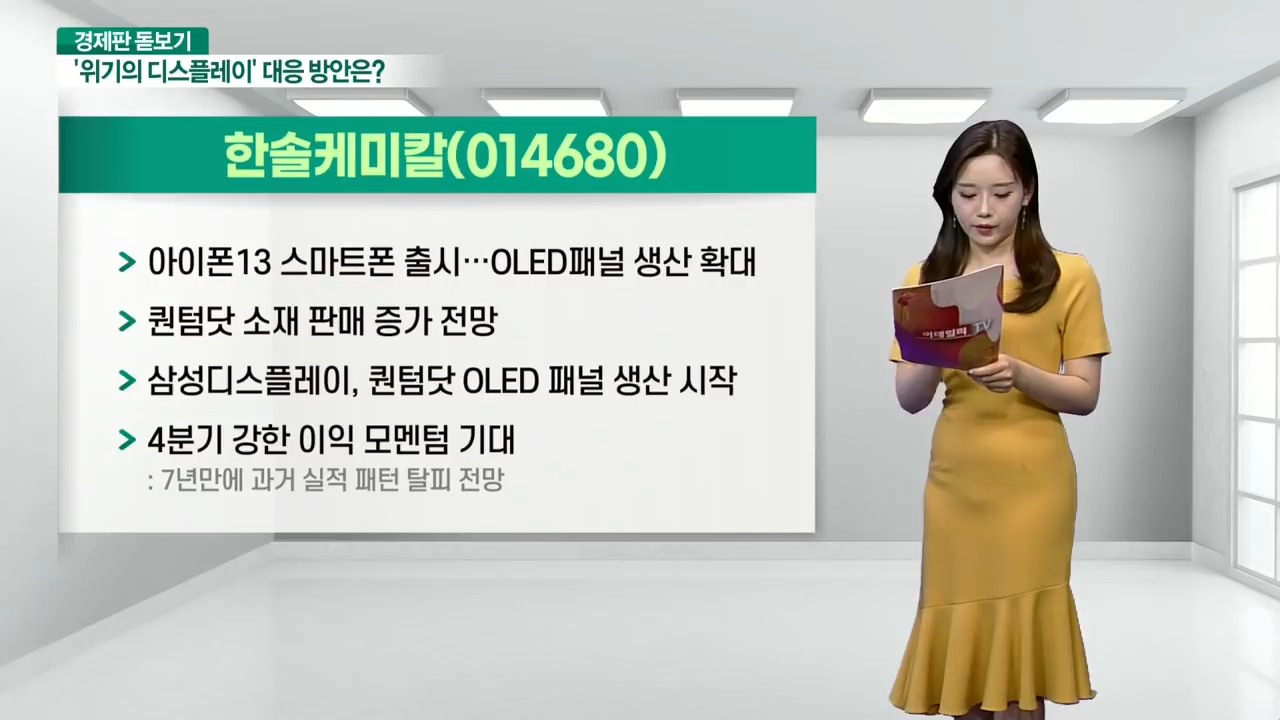 경제판 돋보기
'위기의 디스플레이' 대응 방안은?
한솔케미칼(014680)
> 아이폰13 스마트폰 출시…OLED패널 생산 확대
> 퀀텀닷 소재 판매 증가 전망
> 삼성디스플레이, 퀀텀닷 OLED 패널 생산 시작
> 4분기 강한 이익 모멘텀 기대
: 7년만에 과거 실적 패턴 탈피 전망
이데일리 TV